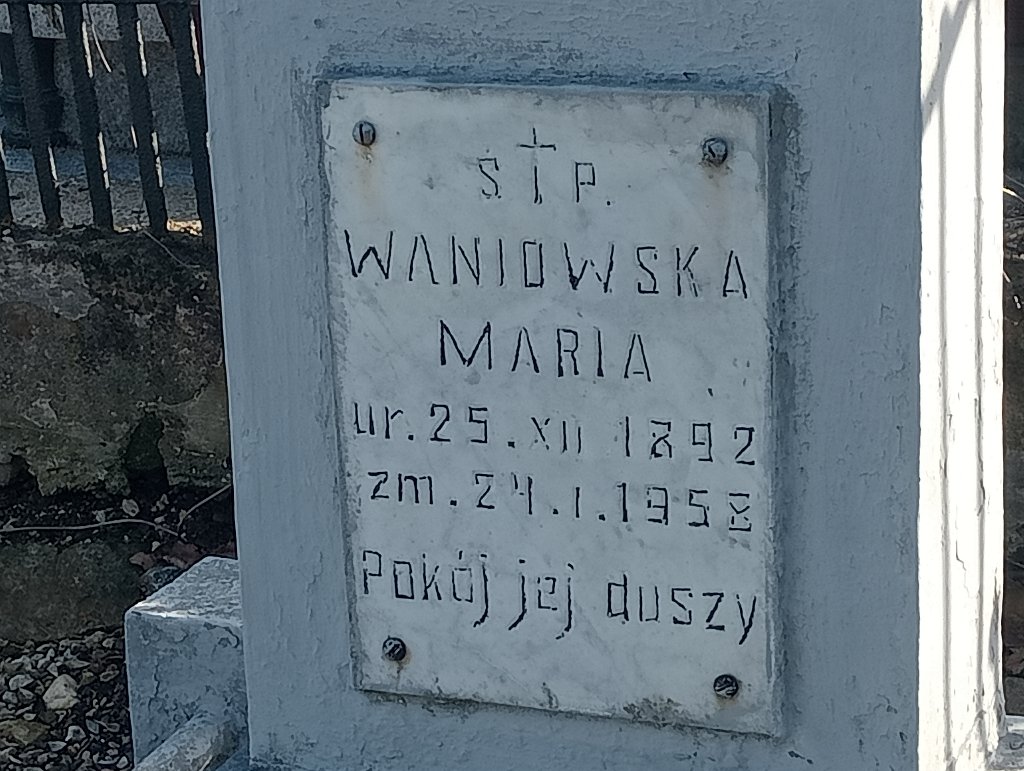 Ś † P.
WANIOWSKA
MARIA
ur. 25. XII 1892
zm. 24. I. 1958
Pokój jej duszy